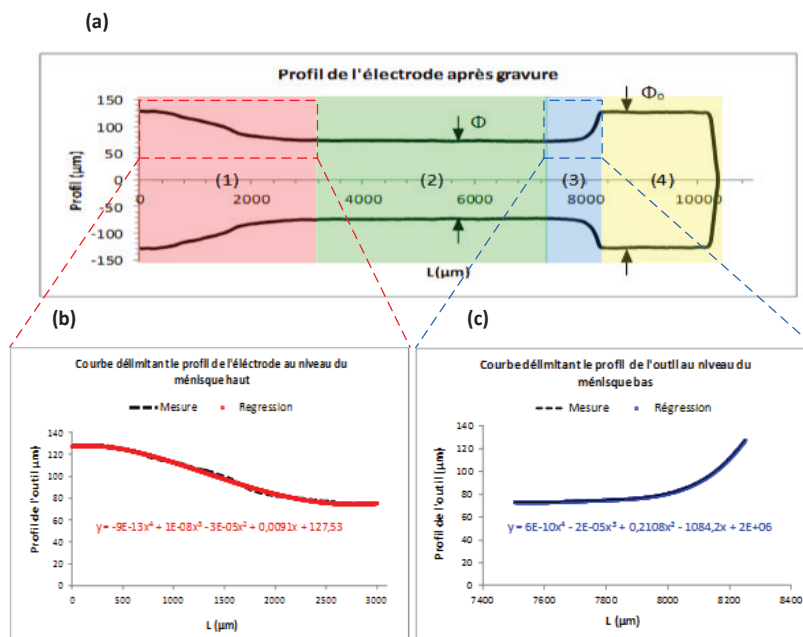 (a)
Profil de l'électrode après gravure
Profil (µm)
150
100
50
0
-50
-100
-150
Φ
Φₒ
(1)
(2)
(3)
(4)
0
2000
4000
6000
8000
10000
L(µm)
(b)
Courbe délimitant le profil de l'éléctrode au niveau du
ménisque haut
Mesure
Regression
Profil de l'outil µm)
140
120
100
80
60
40
20
0
y = -9E-13x⁴ + 1E-08x³ - 3E-05x² + 0,0091x + 127,53
0
500
1000
1500
2000
2500
3000
L (µm)
(c)
Courbe délimitant le profil de l'outil au niveau du
ménisque bas
Mesure
Régression
Profil de l'outil (µm)
140
120
100
80
60
40
20
0
y = 6E-10x⁴ - 2E-05x³ + 0,2108x² - 1084,2x + 2E+06
7400
7600
7800
8000
8200
8400
L (µm)